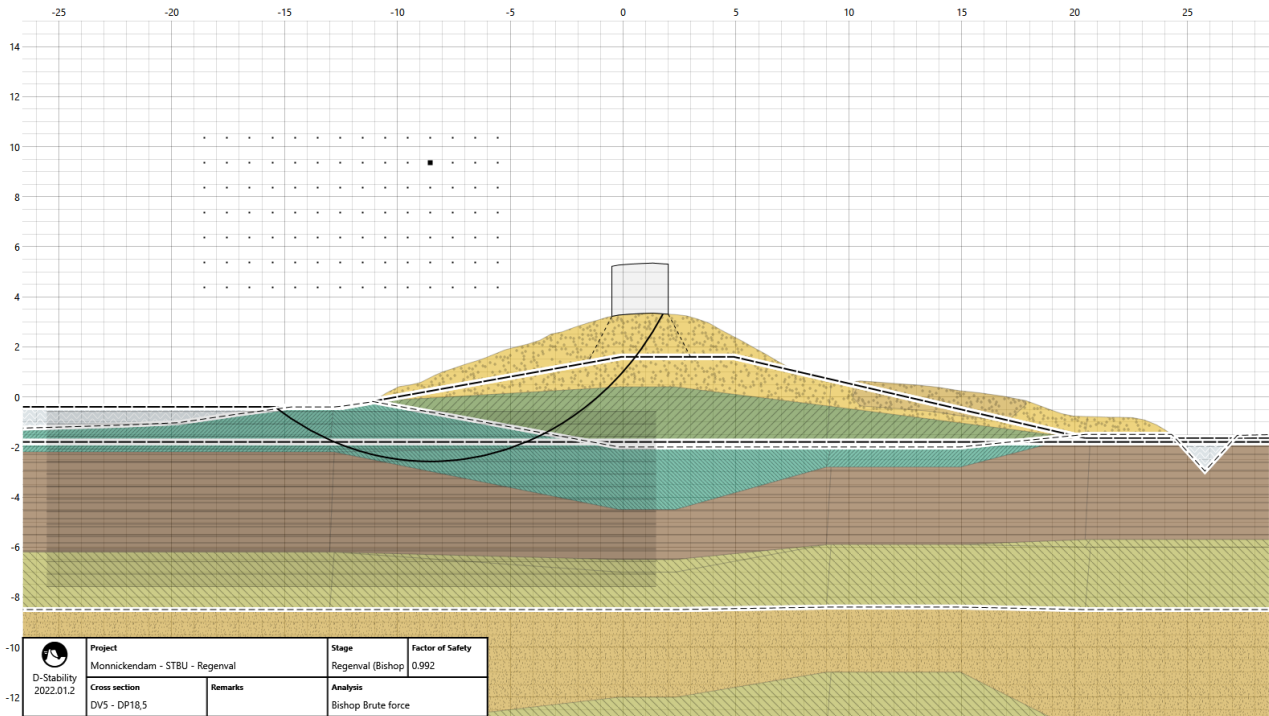 -25 -20 -15 -10 -5 0 5 10 15 20 25
14
12
10
8
6
4
2
0
-2
-4
-6
-8
-10
-12
D-Stability
2022.01.2
Project
Monnickendam - STBU - Regenval
Stage
Regenval (Bishop
Factor of Safety
0.992
Cross section
DV5 - DP18,5
Remarks
Analysis
Bishop Brute force